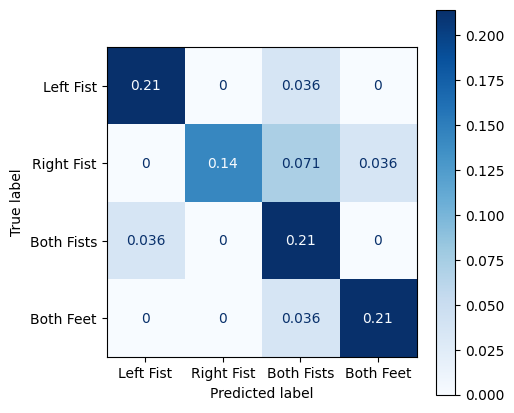 Left Fist 0.21 0 0.036 0
Right Fist 0 0.14 0.071 0.036
Both Fists 0.036 0 0.21 0
Both Feet 0 0 0.036 0.21
Left Fist Right Fist Both Fists Both Feet
Predicted label
True label
0.200
0.175
0.150
0.125
0.100
0.075
0.050
0.025
0.000